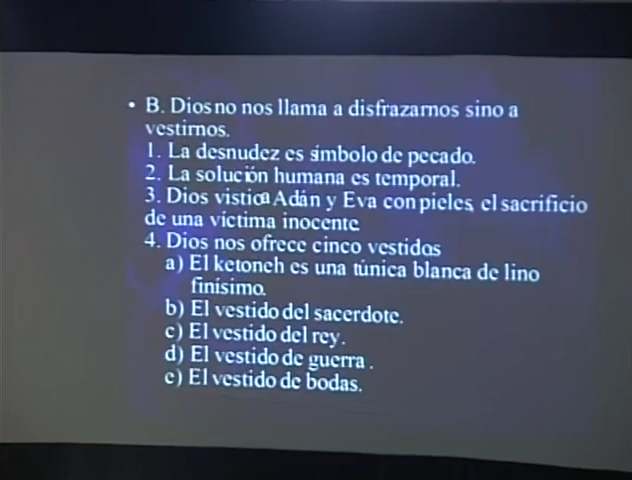 • B. Dios no nos llama a disfrazarnos sino a
vestirnos.
1. La desnudez es símbolo de pecado.
2. La solución humana es temporal.
3. Dios vistió a Adán y Eva con pieles, el sacrificio
de una víctima inocente.
4. Dios nos ofrece cinco vestidos
a) El ketoneh es una túnica blanca de lino
finísimo.
b) El vestido del sacerdote.
c) El vestido del rey.
d) El vestido de guerra .
e) El vestido de bodas.